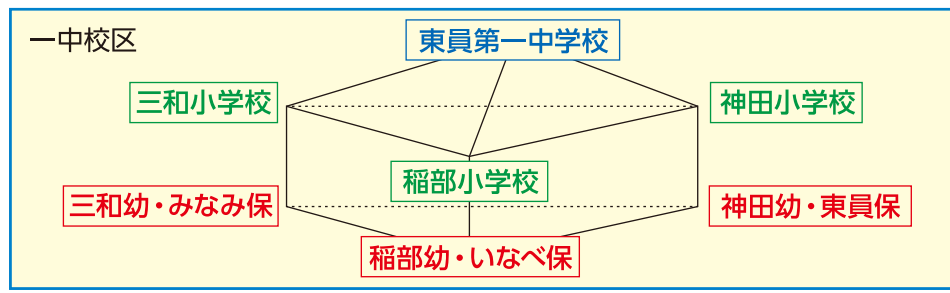 一中校区
東員第一中学校
三和小学校
神田小学校
稲部小学校
三和幼・みなみ保
神田幼・東員保
稲部幼・いなべ保